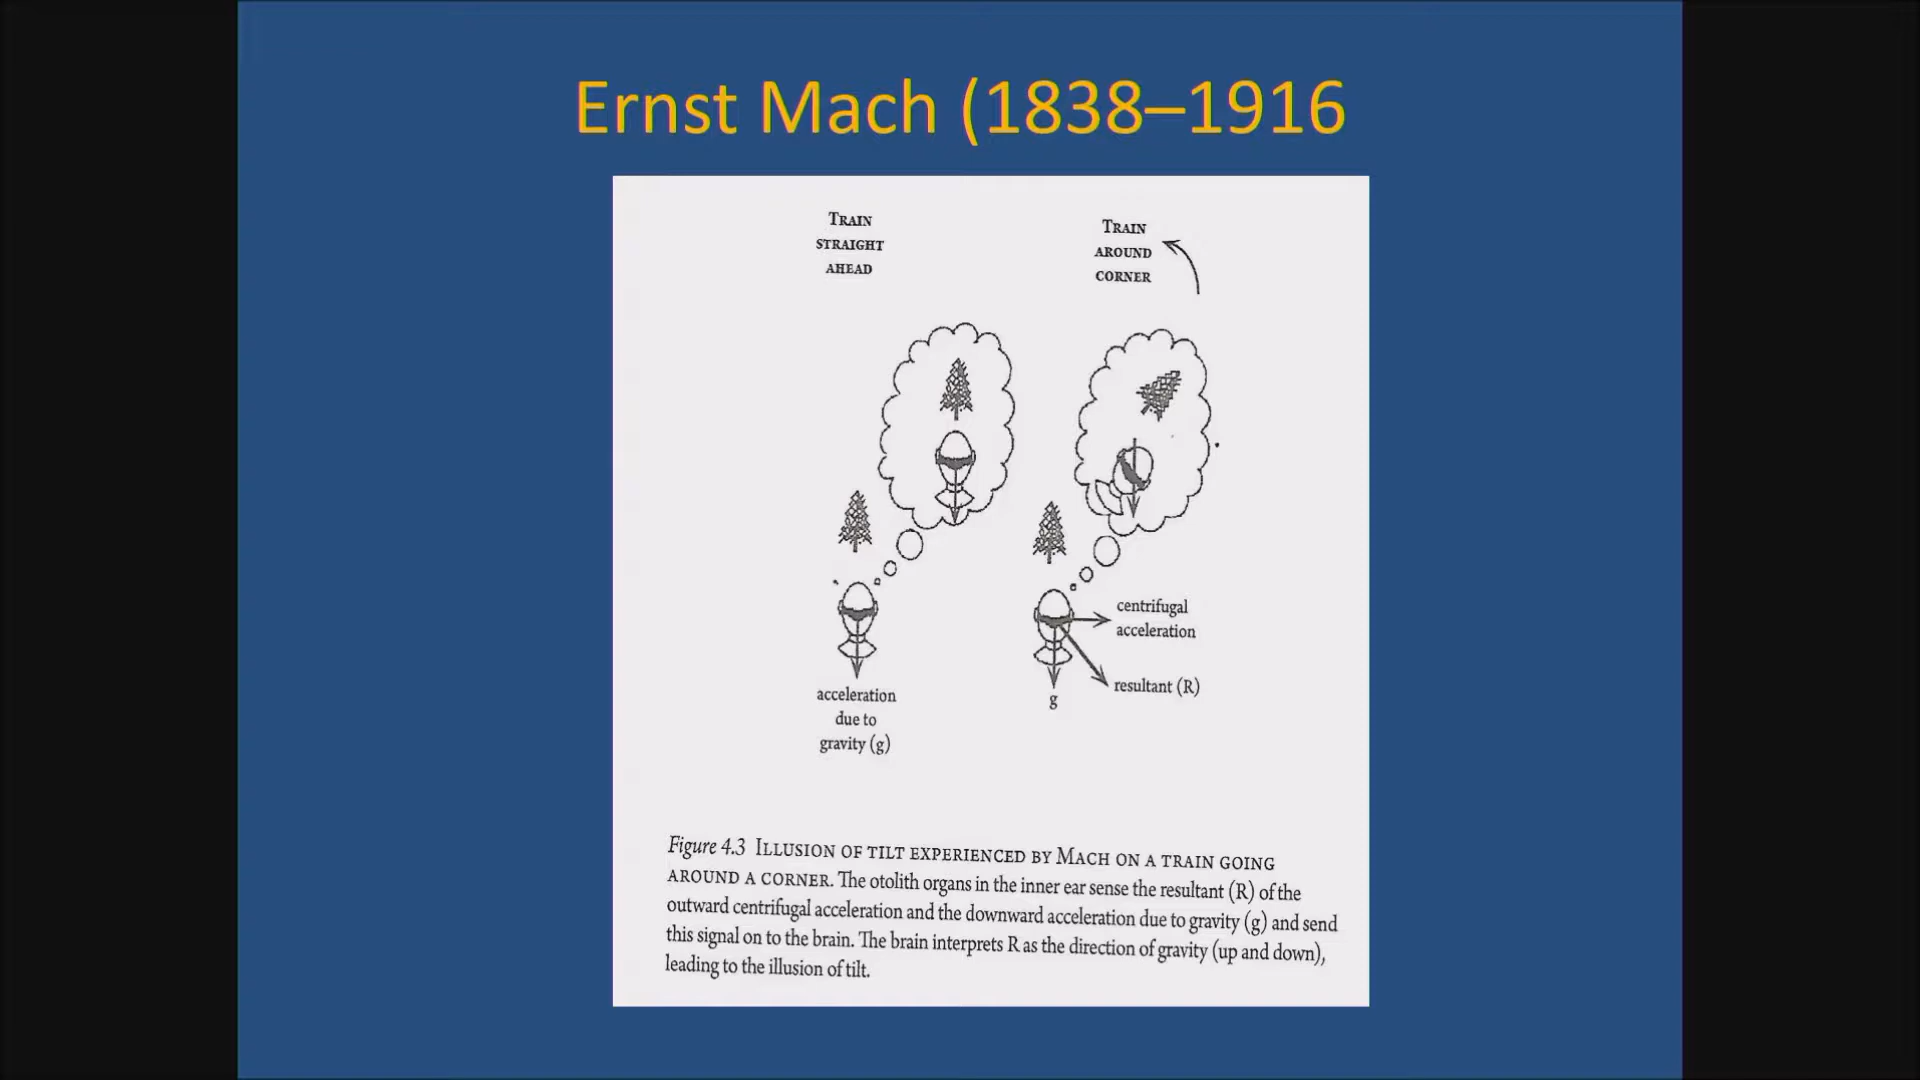 Ernst Mach (1838–1916
TRAIN
STRAIGHT
AHEAD
TRAIN
AROUND
CORNER
acceleration
due to
gravity (g)
centrifugal
acceleration
resultant (R)
g
Figure 4.3 ILLUSION OF TILT EXPERIENCED BY MACH ON A TRAIN GOING
AROUND A CORNER. The otolith organs in the inner ear sense the resultant (R) of the
outward centrifugal acceleration and the downward acceleration due to gravity (g) and send
this signal on to the brain. The brain interprets R as the direction of gravity (up and down),
leading to the illusion of tilt.